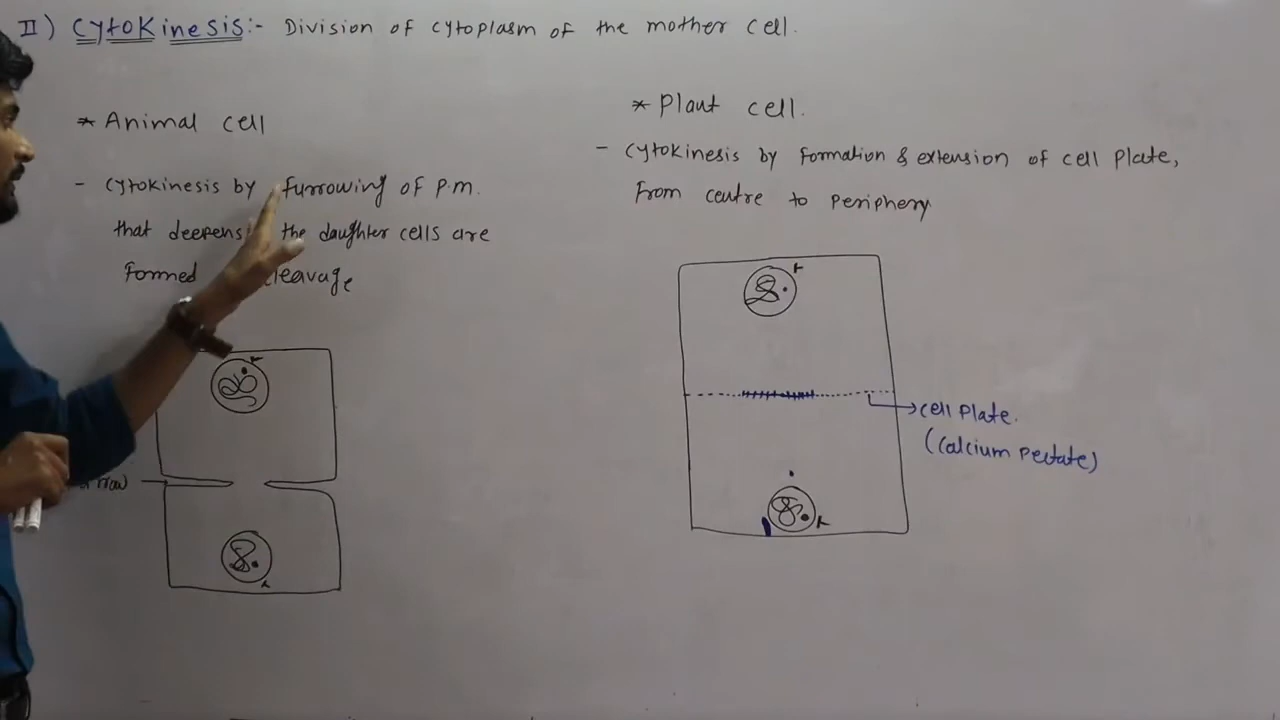 II) Cytokinesis:- Division of cytoplasm of the mother cell.
* Animal cell
- Cytokinesis by furrowing of P.m.
that deepens the daughter cells are
Formed
* Plant cell.
- Cytokinesis by formation & extension of cell Plate,
From centre to Periphery
→ cell Plate.
(Calcium Pectate)